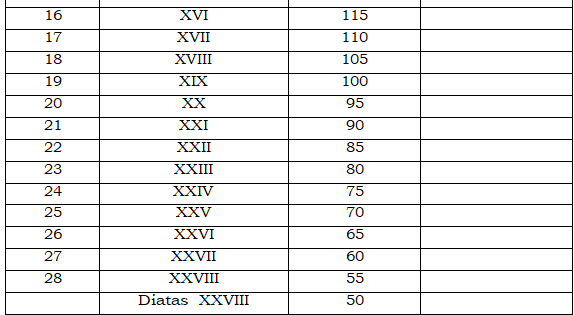 16 XVI 115
17 XVII 110
18 XVIII 105
19 XIX 100
20 XX 95
21 XXI 90
22 XXII 85
23 XXIII 80
24 XXIV 75
25 XXV 70
26 XXVI 65
27 XXVII 60
28 XXVIII 55
Diatas XXVIII 50